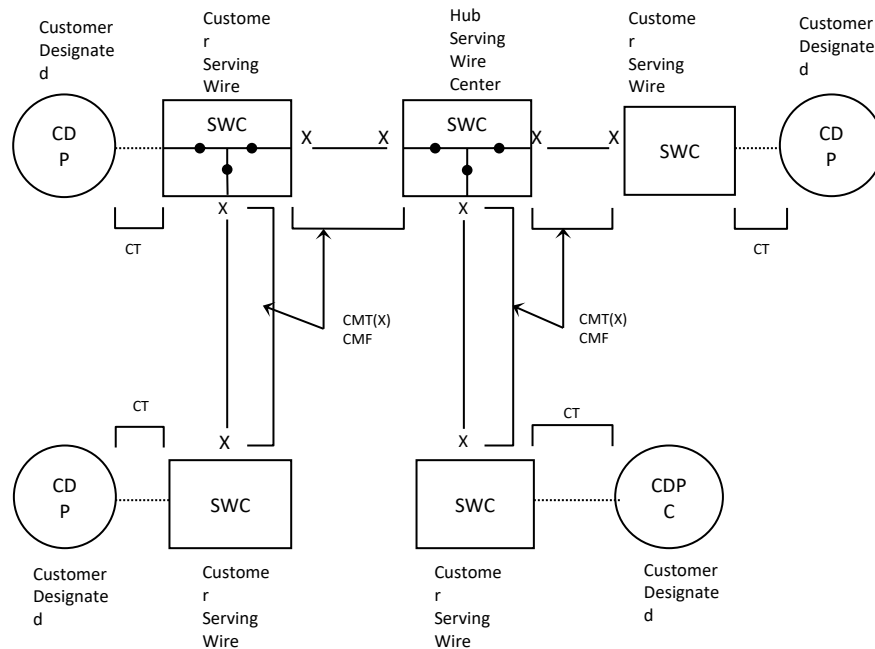 Customer
Designate
d
Custome
r
Serving
Wire
Hub
Serving
Wire
Center
Custome
r
Serving
Wire
Customer
Designate
d
CD
P
SWC
X
X
SWC
X
X
SWC
CD
P
CT
X
X
CT
CMT(X)
CMF
CMT(X)
CMF
CT
X
X
CT
CD
P
SWC
SWC
CDP
C
Customer
Designate
d
Custome
r
Serving
Wire
Custome
r
Serving
Wire
Customer
Designate
d